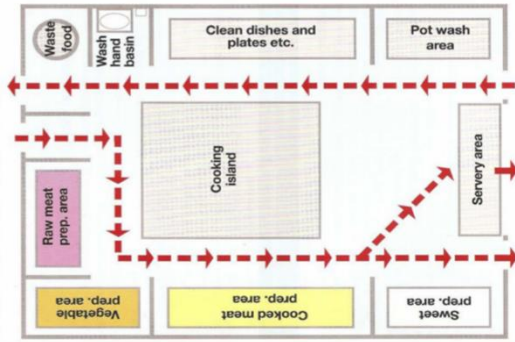 Waste
food
Wash
hand
basin
Clean dishes and
plates etc.
Pot wash
area
Raw meat
prep. area
Cooking
island
Servery area
Vegetable
prep. area
Cooked meat
prep. area
Sweet
prep. area